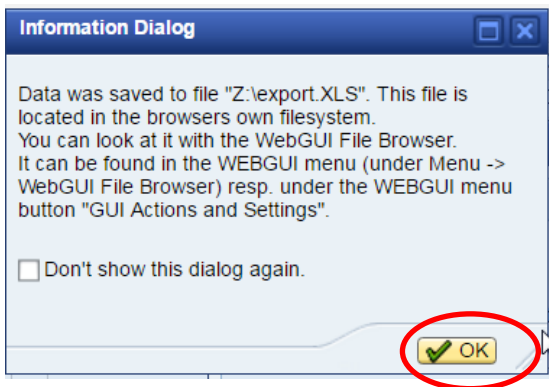 Information Dialog
Data was saved to file "Z:\export.XLS". This file is
located in the browsers own filesystem.
You can look at it with the WebGUI File Browser.
It can be found in the WEBGUI menu (under Menu ->
WebGUI File Browser) resp. under the WEBGUI menu
button "GUI Actions and Settings".
Don't show this dialog again.
OK